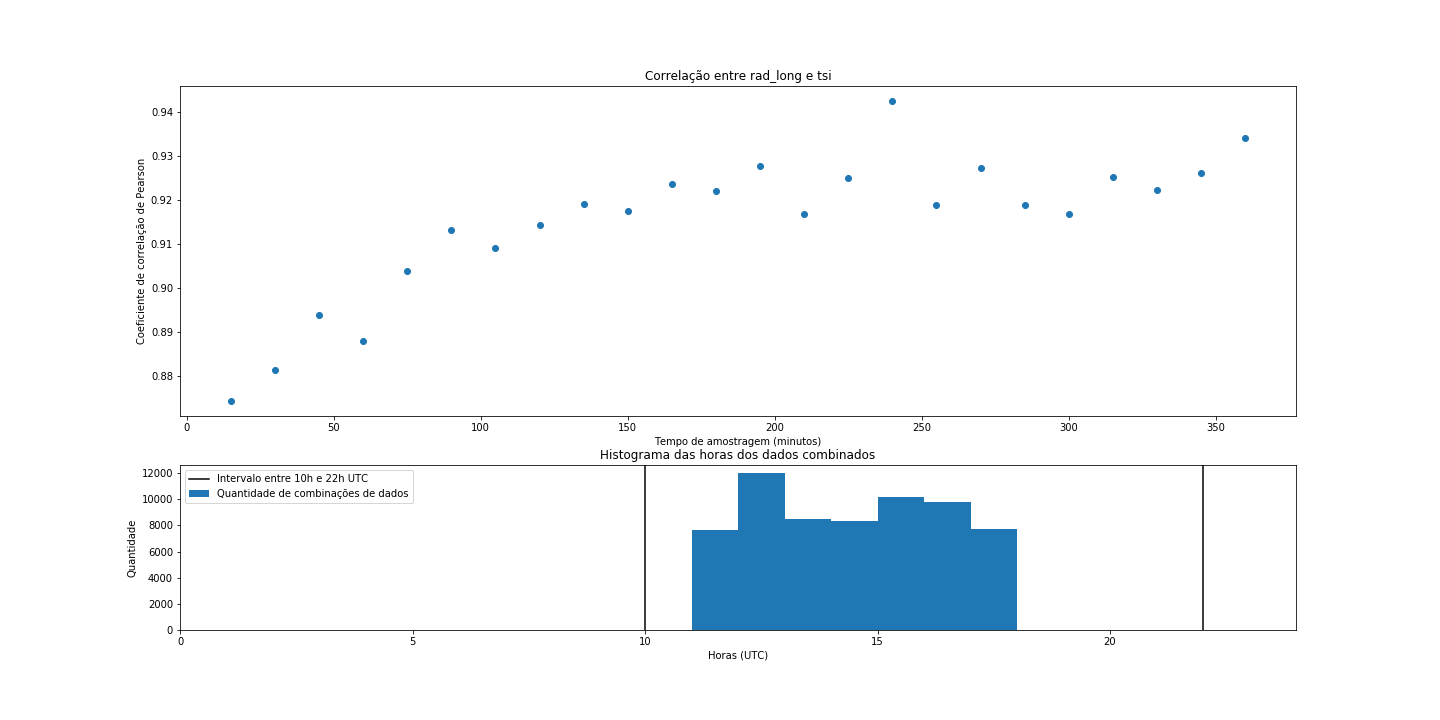 Correlação entre rad_long e tsi
0.94
0.93
0.92
0.91
0.90
0.89
0.88
Coeficiente de correlação de Pearson
0 50 100 150 200 250 300 350
Tempo de amostragem (minutos)
Histograma das horas dos dados combinados
Intervalo entre 10h e 22h UTC
Quantidade de combinações de dados
12000
10000
8000
6000
4000
2000
0
Quantidade
0 5 10 15 20
Horas (UTC)